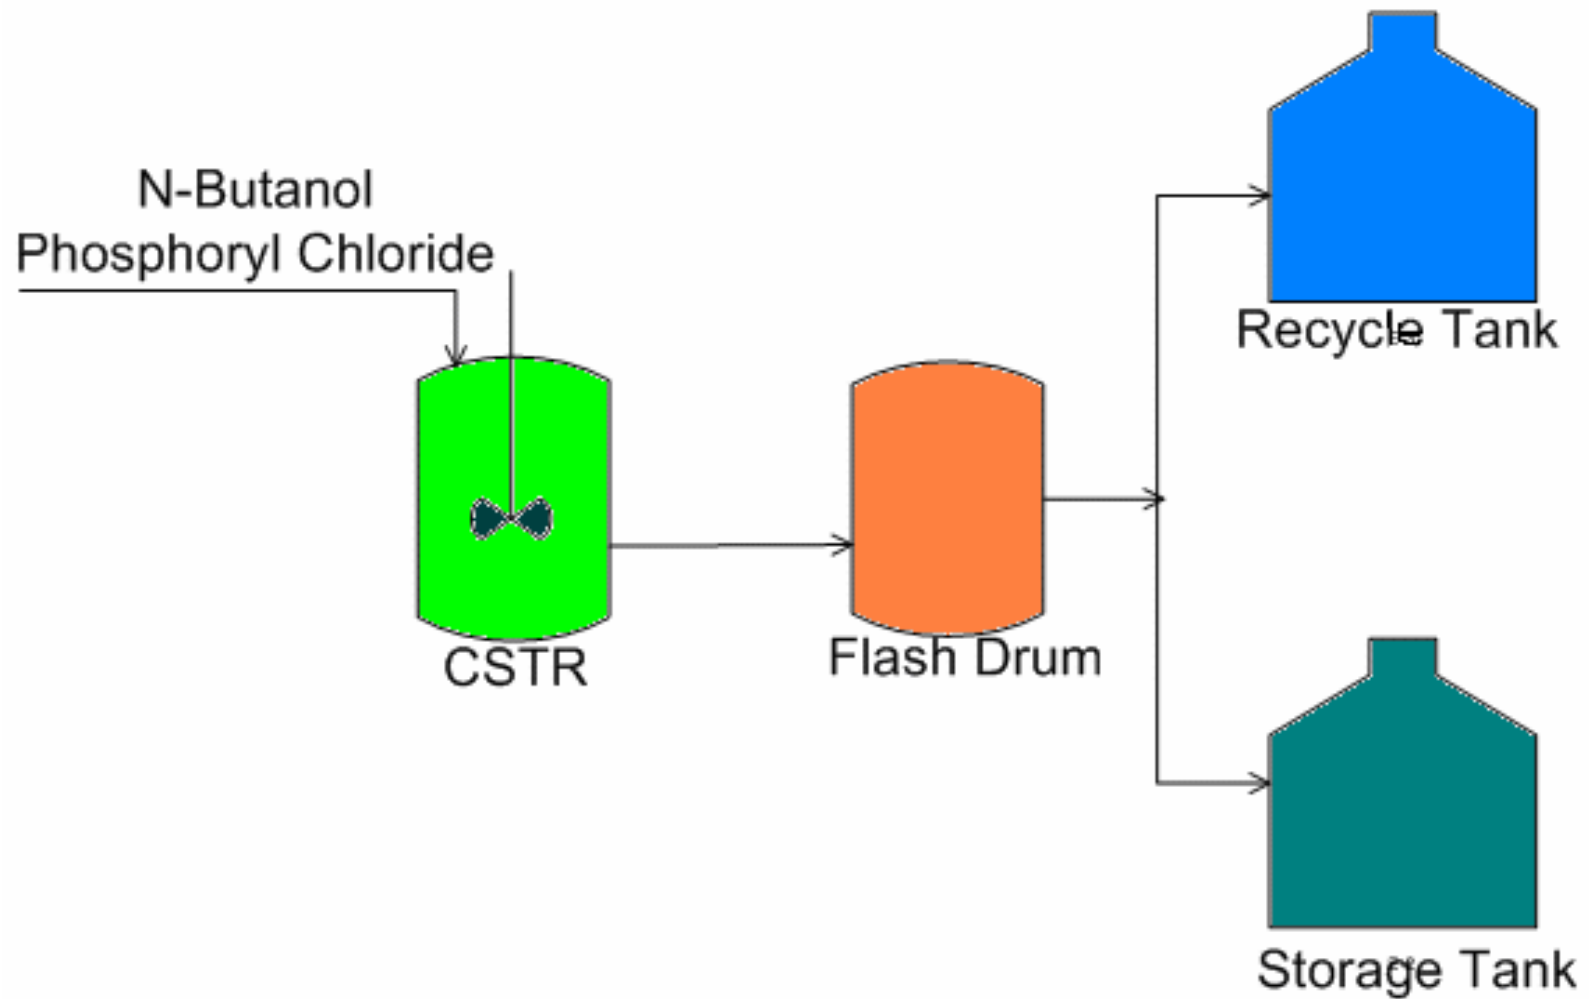 N-Butanol
Phosphoryl Chloride
CSTR
Flash Drum
Recycle Tank
Storage Tank